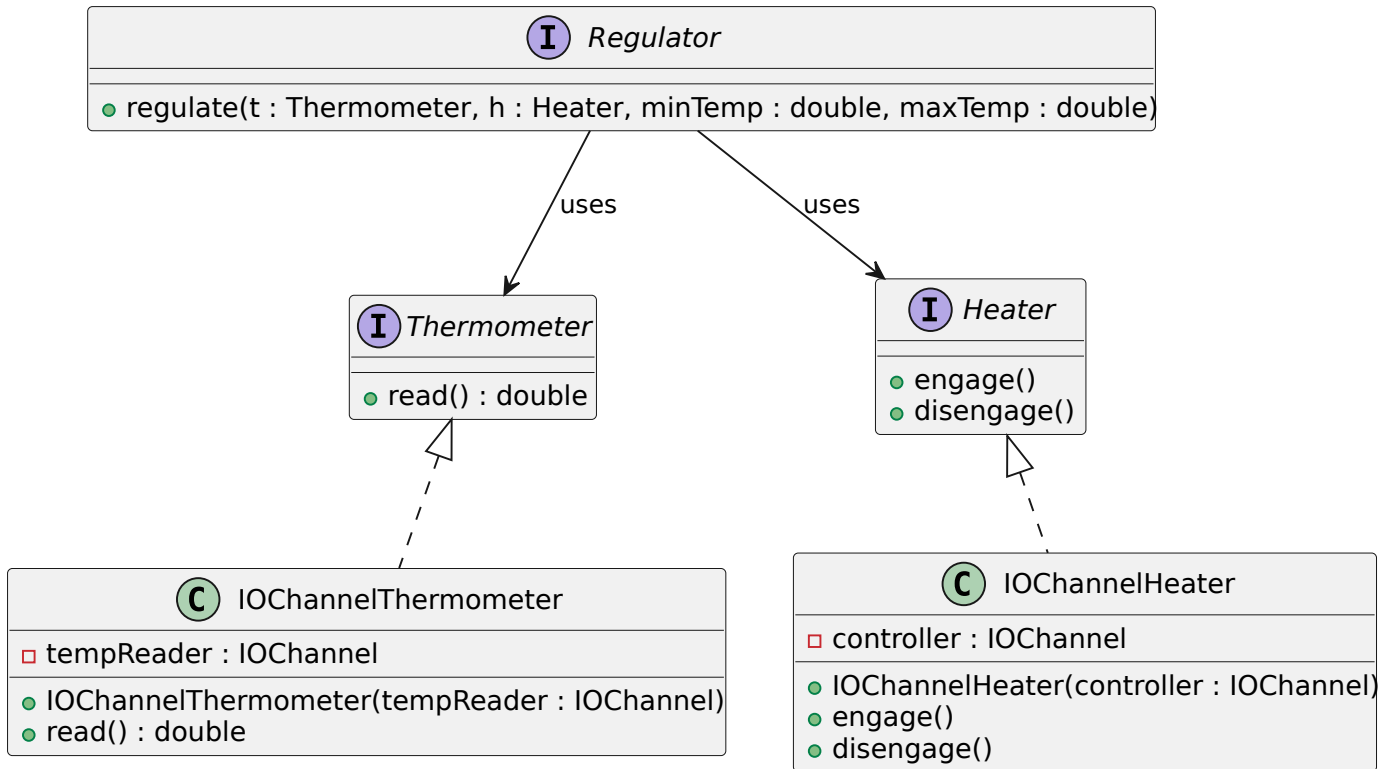 I Regulator
regulate(t : Thermometer, h : Heater, minTemp : double, maxTemp : double)
uses
uses
I Thermometer
read() : double
I Heater
engage()
disengage()
C IOChannelThermometer
tempReader : IOChannel
IOChannelThermometer(tempReader : IOChannel)
read() : double
C IOChannelHeater
controller : IOChannel
IOChannelHeater(controller : IOChannel)
engage()
disengage()